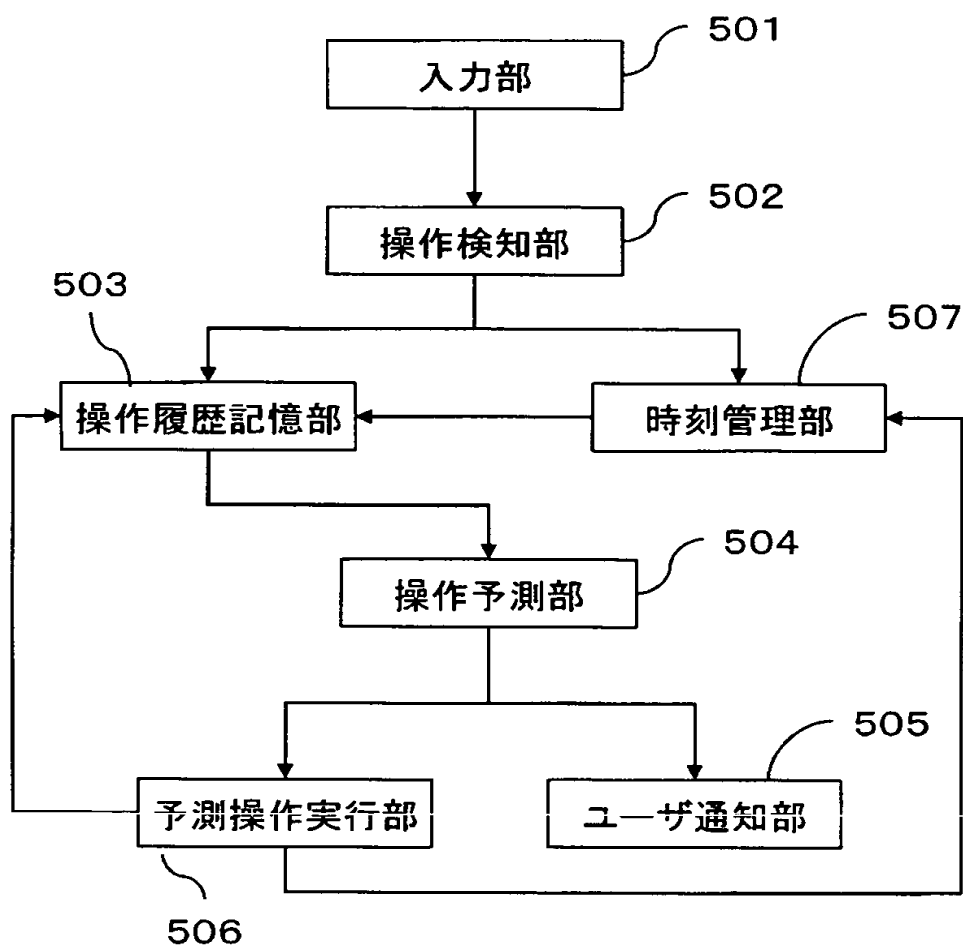 501
入力部
502
操作検知部
503
507
操作履歴記憶部
時刻管理部
504
操作予測部
505
予測操作実行部
ユーザ通知部
506